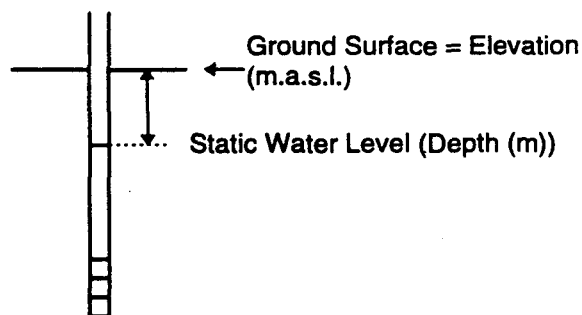 Ground Surface = Elevation
(m.a.s.l.)
Static Water Level (Depth (m))